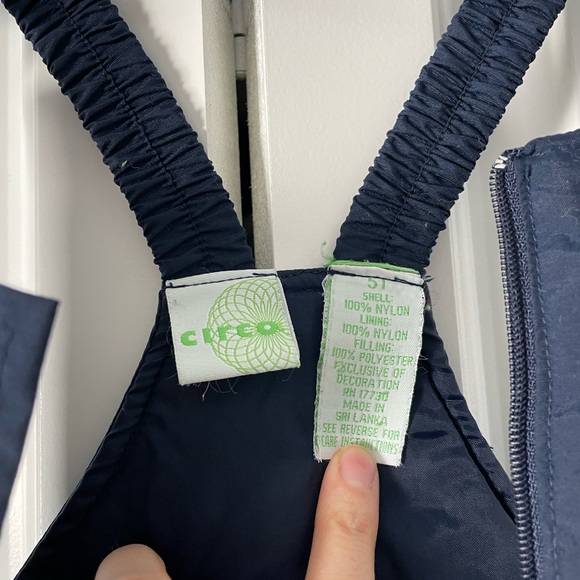 circo
5T
SHELL:
100% NYLON
LINING:
100% NYLON
FILLING:
100% POLYESTER
EXCLUSIVE OF
DECORATION
RN 17730
MADE IN
SRI LANKA
SEE REVERSE FOR
CARE INSTRUCTIONS